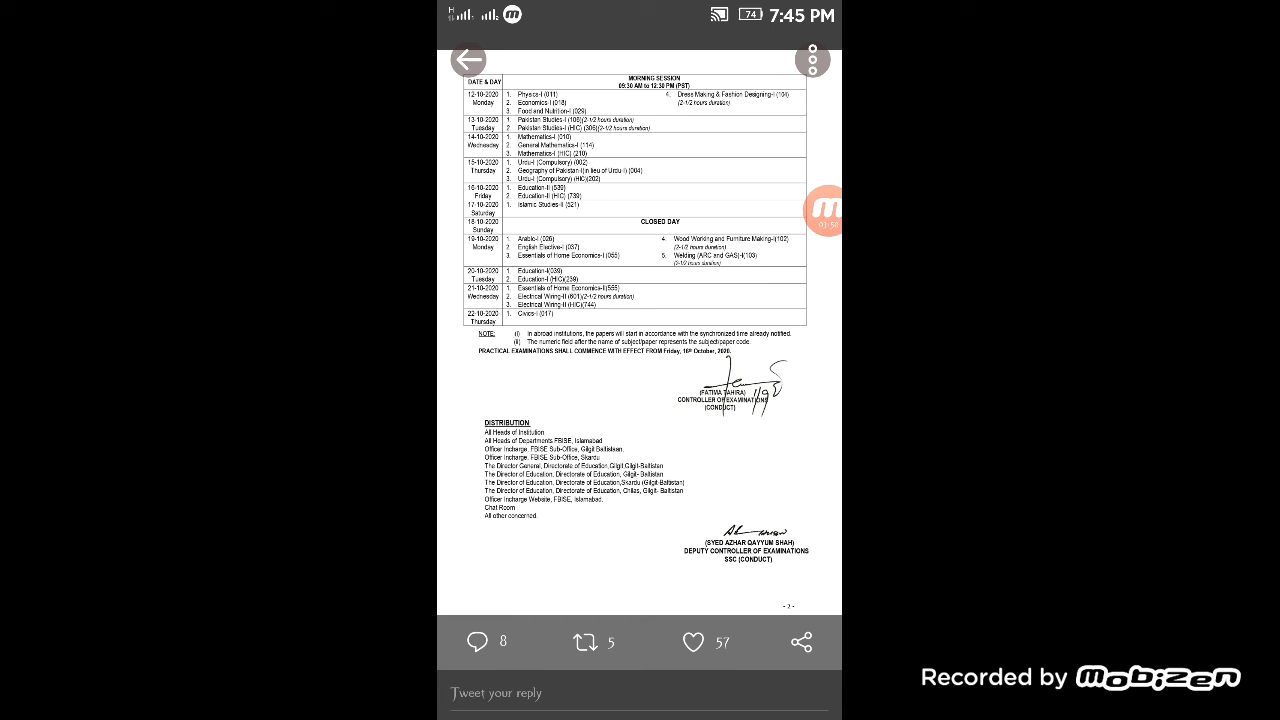 H
74 7:45 PM
DATE & DAY
MORNING SESSION
09:30 AM to 12:30 PM (PST)
12-10-2020
Monday
1. Physics-I (011)
2. Economics-I (018)
3. Food and Nutrition-I (029)
4. Dress Making & Fashion Designing-I (104)
(2-1/2 hours duration)
13-10-2020
Tuesday
1. Pakistan Studies-I (106)(2-1/2 hours duration)
2. Pakistan Studies-I (HIC) (306)(2-1/2 hours duration)
14-10-2020
Wednesday
1. Mathematics-I (010)
2. General Mathematics-I (114)
3. Mathematics-I (HIC) (210)
15-10-2020
Thursday
1. Urdu-I (Compulsory) (002)
2. Geography of Pakistan-I(in lieu of Urdu-I) (004)
3. Urdu-I (Compulsory) (HIC)(202)
16-10-2020
Friday
1. Education-II (539)
2. Education-II (HIC) (739)
17-10-2020
Saturday
1. Islamic Studies-II (521)
18-10-2020
Sunday
CLOSED DAY
19-10-2020
Monday
1. Arabic-I (026)
2. English Elective-I (037)
3. Essentials of Home Economics-I (055)
4. Wood Working and Furniture Making-I(102)
(2-1/2 hours duration)
5. Welding (ARC and GAS)-I(103)
(2-1/2 hours duration)
20-10-2020
Tuesday
1. Education-I(039)
2. Education-I (HIC)(239)
21-10-2020
Wednesday
1. Essentials of Home Economics-II(555)
2. Electrical Wiring-II (601)(2-1/2 hours duration)
3. Electrical Wiring-II (HIC)(744)
22-10-2020
Thursday
1. Civics-I (017)
NOTE: (i) In abroad institutions, the papers will start in accordance with the synchronized time already notified.
(ii) The numeric field after the name of subject/paper represents the subject/paper code.
PRACTICAL EXAMINATIONS SHALL COMMENCE WITH EFFECT FROM Friday, 16th October, 2020.
(FATIMA TAHIRA)
CONTROLLER OF EXAMINATIONS
(CONDUCT)
DISTRIBUTION
All Heads of Institution
All Heads of Departments FBISE, Islamabad
Officer Incharge, FBISE Sub-Office, Gilgit Baltistaan.
Officer Incharge, FBISE Sub-Office, Skardu
The Director General, Directorate of Education,Gilgit,Gilgit-Baltistan
The Director of Education, Directorate of Education, Gilgit- Baltistan
The Director of Education, Directorate of Education,Skardu (Gilgit-Baltistan)
The Director of Education, Directorate of Education, Chilas, Gilgit- Baltistan
Officer Incharge Website, FBISE, Islamabad.
Chat Room
All other concerned.
(SYED AZHAR QAYYUM SHAH)
DEPUTY CONTROLLER OF EXAMINATIONS
SSC (CONDUCT)
- 2 -
8
5
57
Tweet your reply
Recorded by mobizen